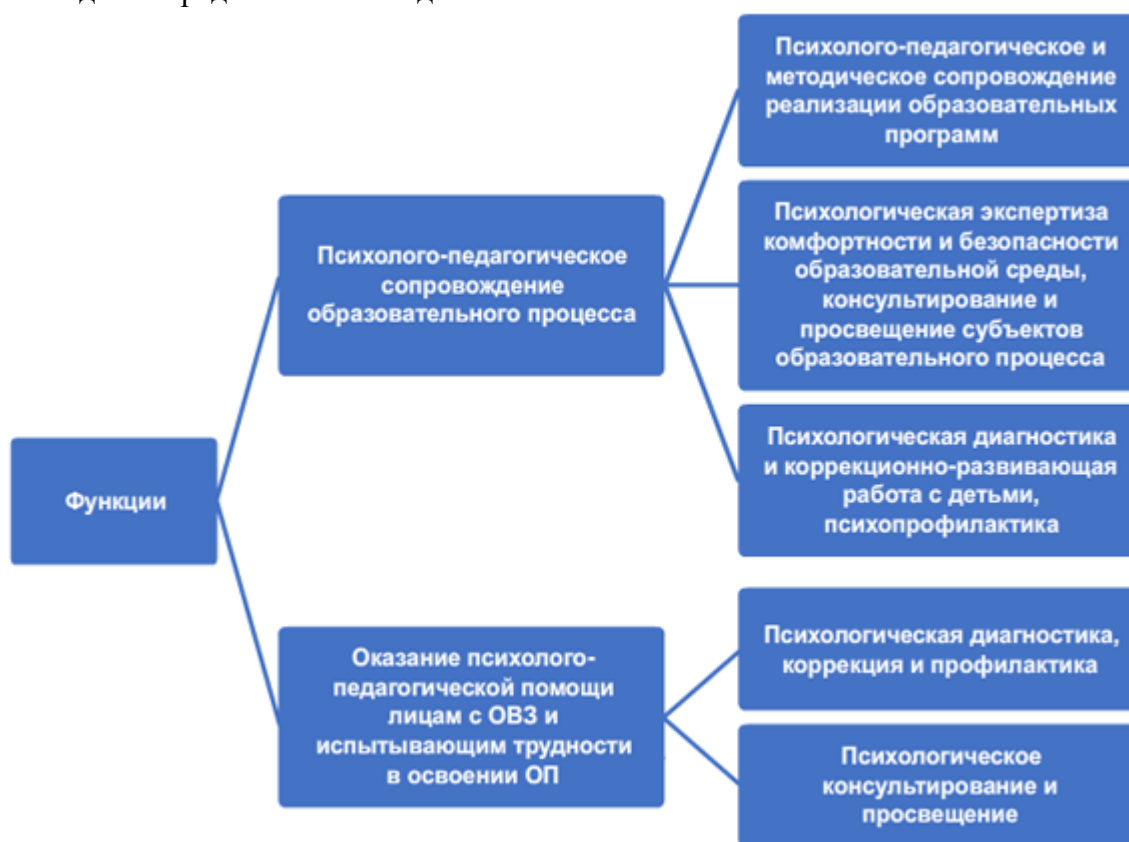 Функции
Психолого-педагогическое
сопровождение
образовательного процесса
Психолого-педагогическое и
методическое сопровождение
реализации образовательных
программ
Психологическая экспертиза
комфортности и безопасности
образовательной среды,
консультирование и
просвещение субъектов
образовательного процесса
Психологическая диагностика
и коррекционно-развивающая
работа с детьми,
психопрофилактика
Оказание психолого-
педагогической помощи
лицам с ОВЗ и
испытывающим трудности
в освоении ОП
Психологическая диагностика,
коррекция и профилактика
Психологическое
консультирование и
просвещение